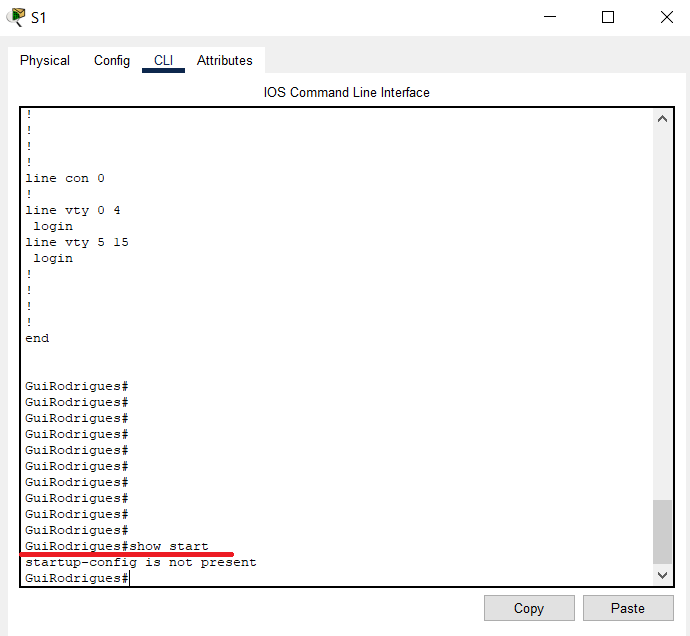 S1
Physical Config CLI Attributes
IOS Command Line Interface
!
!
!
!
line con 0
!
line vty 0 4
 login
line vty 5 15
 login
!
!
!
!
end
GuiRodrigues#
GuiRodrigues#
GuiRodrigues#
GuiRodrigues#
GuiRodrigues#
GuiRodrigues#
GuiRodrigues#
GuiRodrigues#
GuiRodrigues#
GuiRodrigues#
GuiRodrigues#show start
startup-config is not present
GuiRodrigues#
Copy Paste